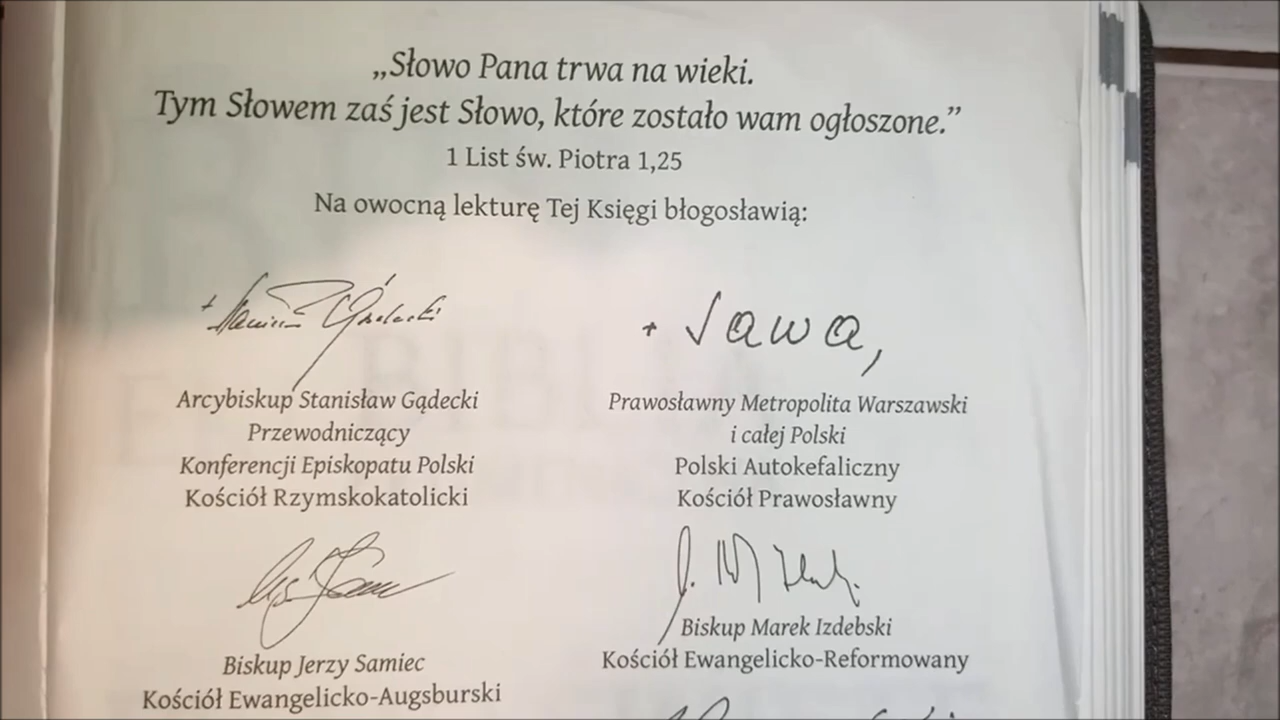 „Słowo Pana trwa na wieki.
Tym Słowem zaś jest Słowo, które zostało wam ogłoszone.”
1 List św. Piotra 1,25
Na owocną lekturę Tej Księgi błogosławią:
+ Stanisław Gądecki
+ Sawa,
Arcybiskup Stanisław Gądecki
Przewodniczący
Konferencji Episkopatu Polski
Kościół Rzymskokatolicki
Prawosławny Metropolita Warszawski
i całej Polski
Polski Autokefaliczny
Kościół Prawosławny
Biskup Jerzy Samiec
Kościół Ewangelicko-Augsburski
Biskup Marek Izdebski
Kościół Ewangelicko-Reformowany